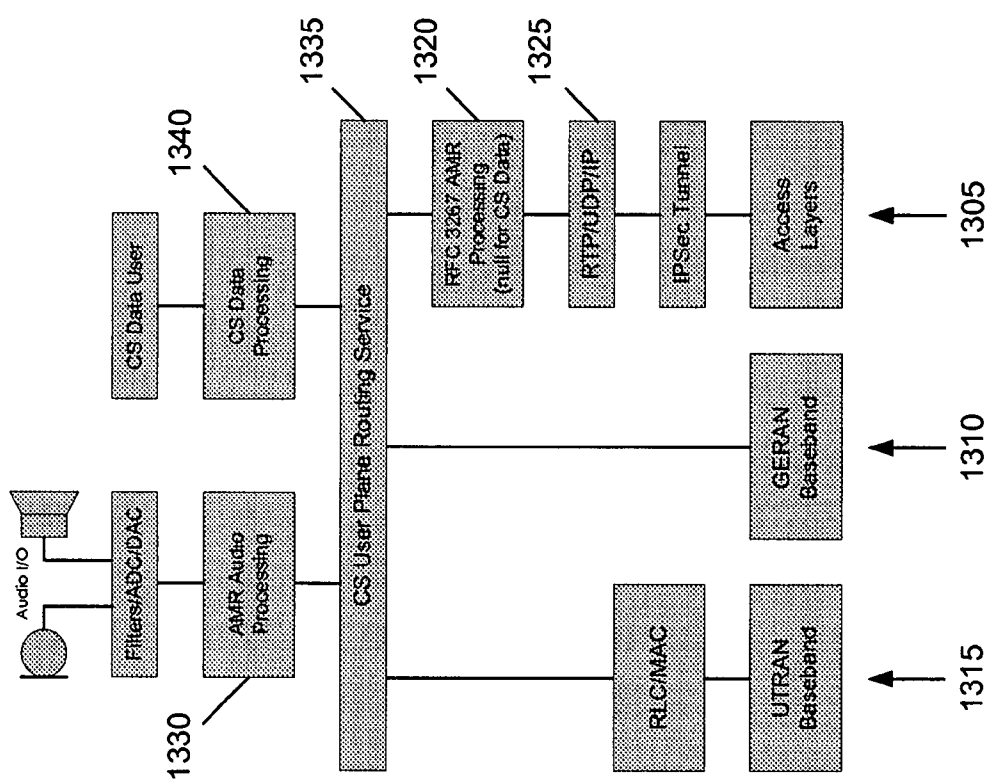 Audio I/O
Filters/ADC/DAC
CS Data User
1330
AMR Audio
Processing
CS Data
Processing
1340
CS User Plane Routing Service
1335
RFC 3267 AMR
Processing
(null for CS Data)
1320
RTP/UDP/IP
1325
RLC/MAC
IPSec Tunnel
UTRAN
Baseband
GERAN
Baseband
Access
Layes
1315
1310
1305